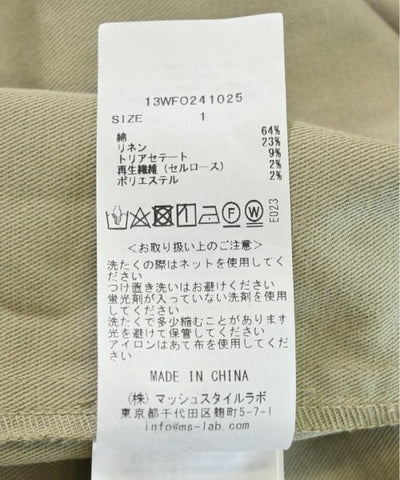 13WFO241025
SIZE 1
綿 64%
リネン 23%
トリアセテート 9%
再生繊維（セルロース） 2%
ポリエステル 2%
F W E023
＜お取り扱い上のご注意＞
洗たくの際はネットを使用してくだ
ください
つけ置き洗いはお避けください
蛍光剤が入っていない洗剤を使用
してください
洗たくで多少縮むことがあります
光を避けて保管してください
アイロンはあて布を使用してくだ
さい
MADE IN CHINA
（株）マッシュスタイルラボ
東京都千代田区麹町5-7-1
info@ms-lab.com